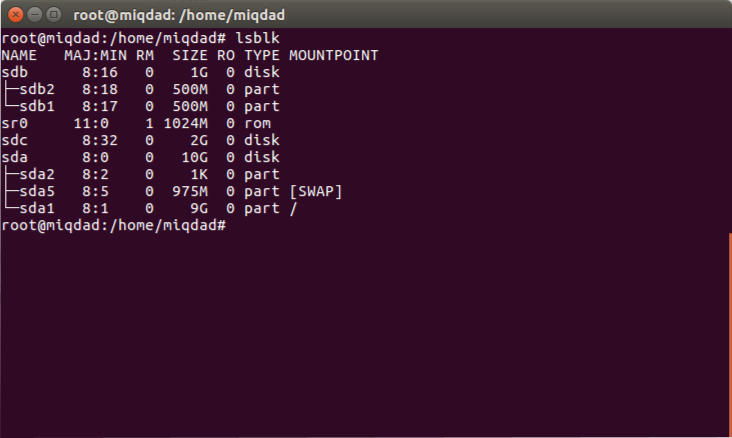 root@miqdad: /home/miqdad
root@miqdad:/home/miqdad# lsblk
NAME   MAJ:MIN RM  SIZE RO TYPE MOUNTPOINT
sdb      8:16   0    1G  0 disk
├─sdb2   8:18   0  500M  0 part
└─sdb1   8:17   0  500M  0 part
sr0     11:0    1 1024M  0 rom
sdc      8:32   0    2G  0 disk
sda      8:0    0   10G  0 disk
├─sda2   8:2    0    1K  0 part
├─sda5   8:5    0  975M  0 part [SWAP]
└─sda1   8:1    0    9G  0 part /
root@miqdad:/home/miqdad#